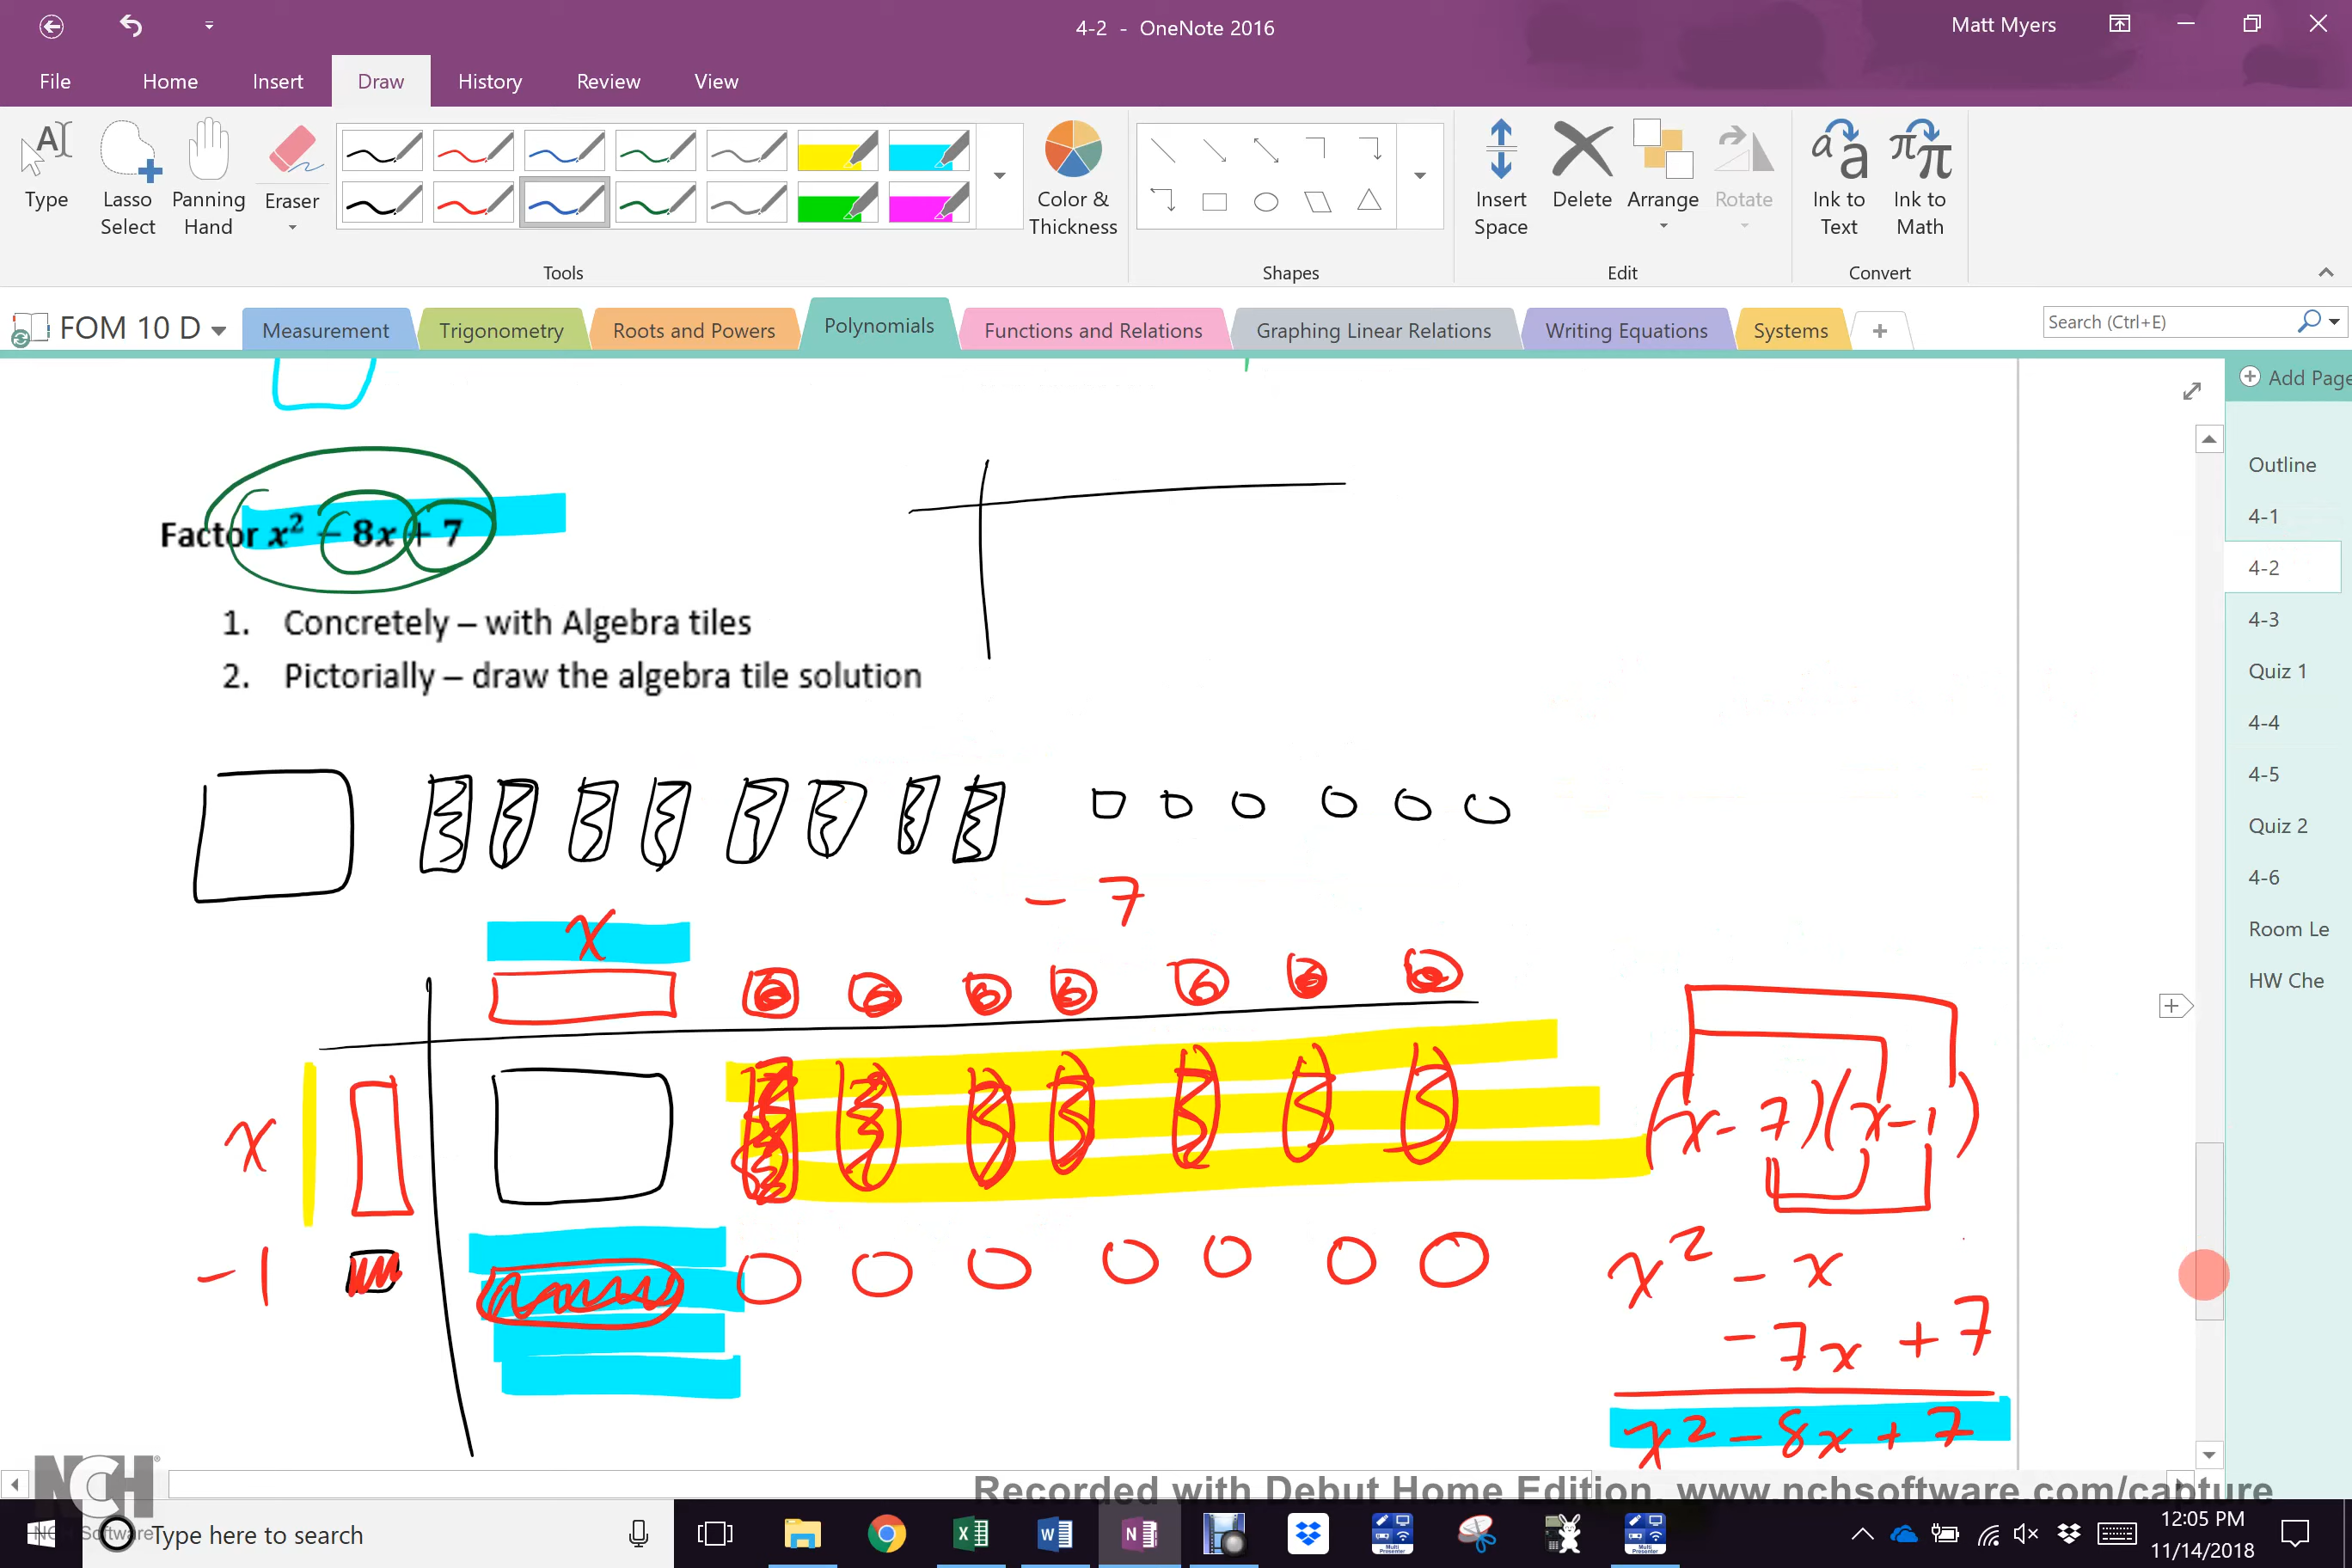 4-2 - OneNote 2016
Matt Myers
File Home Insert Draw History Review View
Type
Lasso Select
Panning Hand
Eraser
Color & Thickness
Insert Space
Delete
Arrange
Rotate
Ink to Text
Ink to Math
Tools
Shapes
Edit
Convert
FOM 10 D
Measurement
Trigonometry
Roots and Powers
Polynomials
Functions and Relations
Graphing Linear Relations
Writing Equations
Systems
Search (Ctrl+E)
Add Page
Outline
4-1
4-2
4-3
Quiz 1
4-4
4-5
Quiz 2
4-6
Room Le
HW Che
Factor x² − 8x + 7
1. Concretely – with Algebra tiles
2. Pictorially – draw the algebra tile solution
- 7
x
x
(x - 7)(x - 1)
- 1
x² - x
- 7x + 7
x² - 8x + 7
NCH
NCH Software
Recorded with Debut Home Edition. www.nchsoftware.com/capture
Type here to search
12:05 PM
11/14/2018